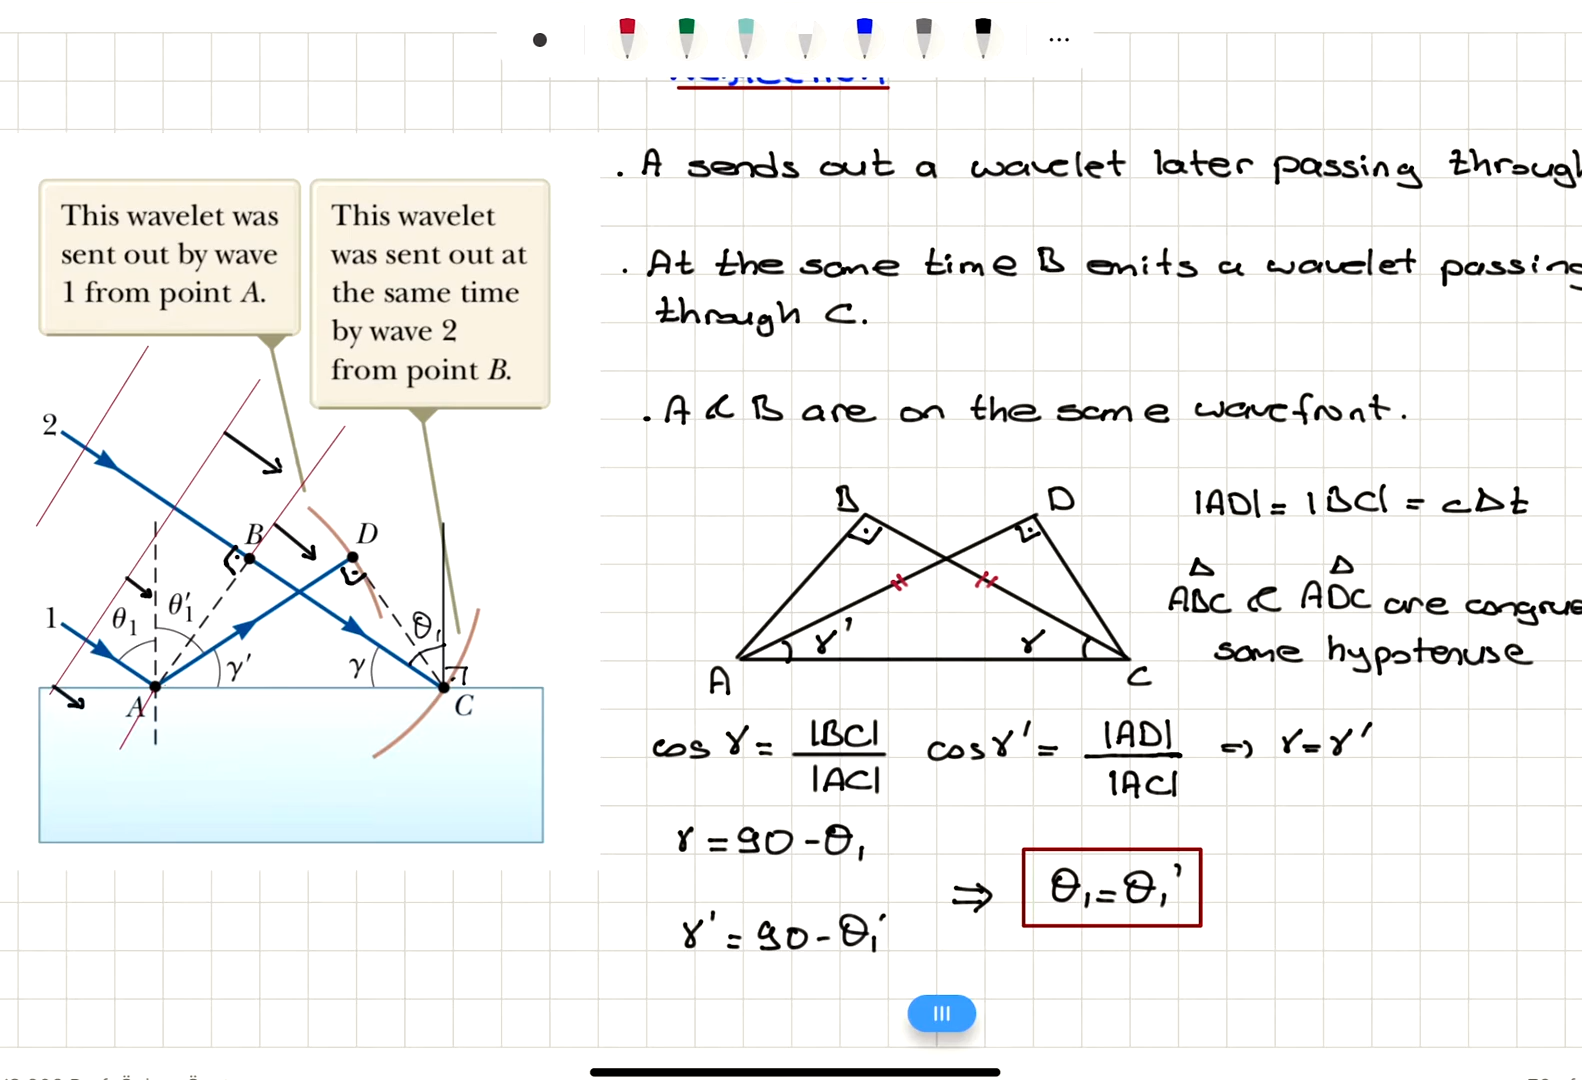 . A sends out a wavelet later passing through
This wavelet was
sent out by wave
1 from point A.
This wavelet
was sent out at
the same time
by wave 2
from point B.
. At the same time B emits a wavelet passing
through C.
. A & B are on the same wavefront.
2
B
D
1
θ₁
θ₁′
γ′
γ
θ₁
A
C
B
D
γ'
γ
A
C
|AD| = |BC| = cΔt
ABC & ADC are
same hypotenuse
cos γ = |BC| / |AC| cos γ' = |AD| / |AC| ⇒ γ = γ'
γ = 90 - θ₁
⇒ θ₁ = θ₁'
γ' = 90 - θ₁'